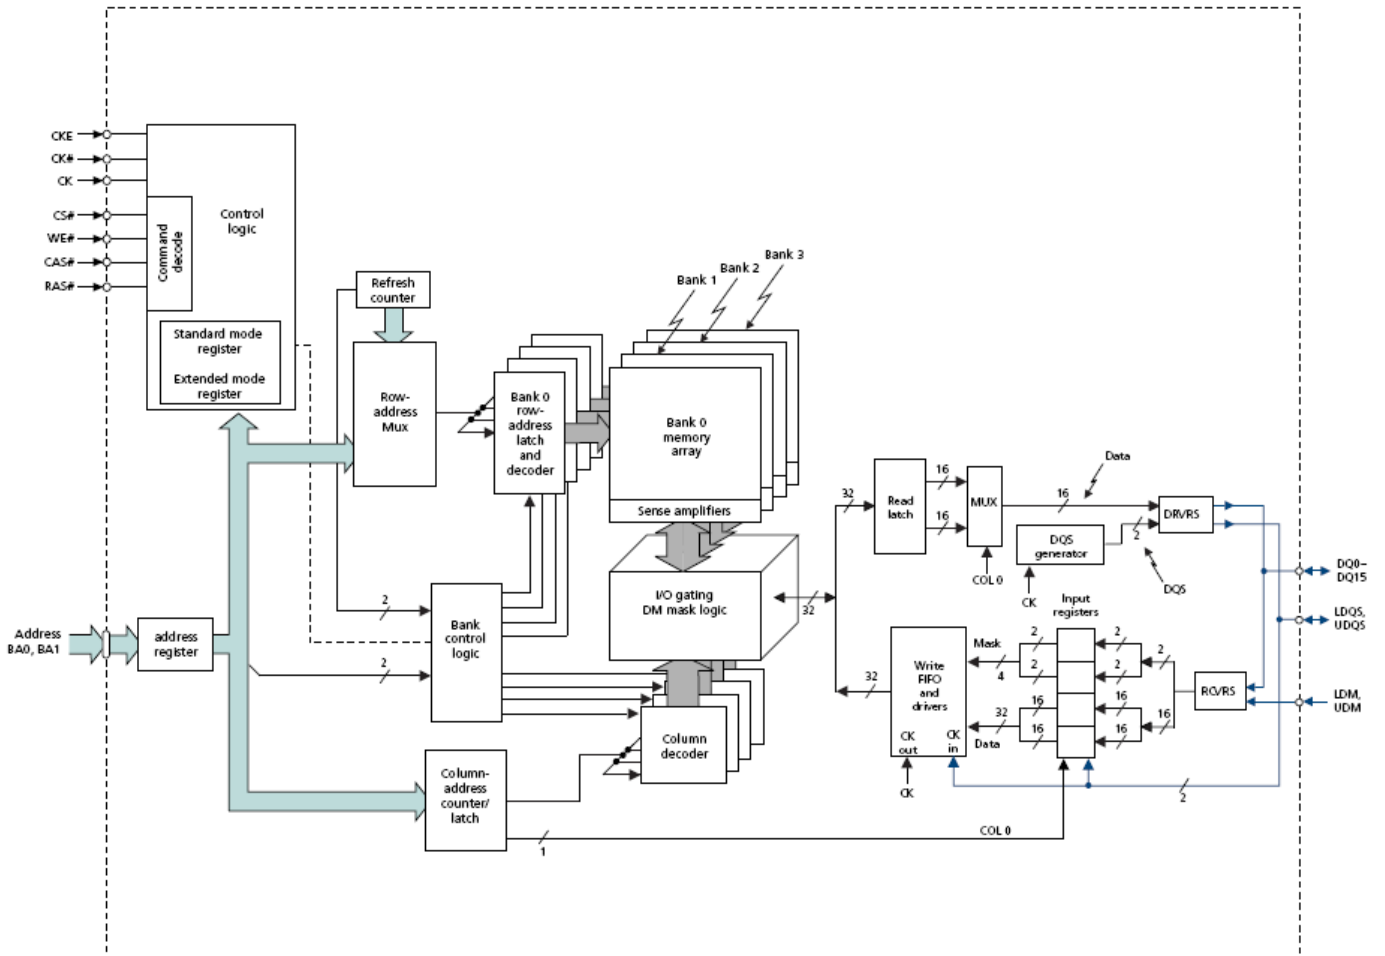 CKE
CK#
CK
CS#
WE#
CAS#
RAS#
Command
decode
Control
logic
Standard mode
register
Extended mode
register
Refresh
counter
Row-
address
Mux
Bank 0
row-
address
latch
and
decoder
Bank 1
Bank 2
Bank 3
Bank 0
memory
array
Sense amplifiers
I/O gating
DM mask logic
2
2
Bank
control
logic
Address
BA0, BA1
address
register
Column-
address
counter/
latch
Column
decoder
1
COL 0
32
32
Read
latch
16
16
MUX
COL 0
16
Data
DQS
generator
CK
2
DQS
DRVRS
DQ0–
DQ15
LDQS,
UDQS
LDM,
UDM
RCVRS
Input
registers
2
2
2
16
16
16
2
2
16
16
Mask
4
32
Data
Write
FIFO
and
drivers
CK
out
CK
in
CK
32
2